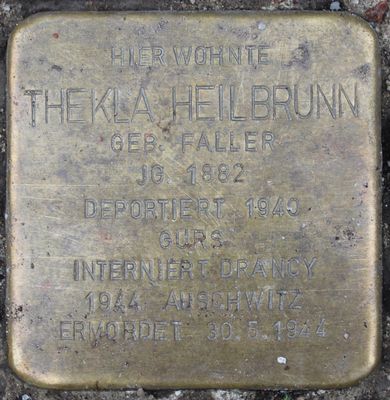 HIER WOHNTE
THEKLA HEILBRUNN
GEB. FALLER
JG. 1882
DEPORTIERT 1940
GURS
INTERNIERT DRANCY
1944 AUSCHWITZ
ERMORDET 30.5.1944